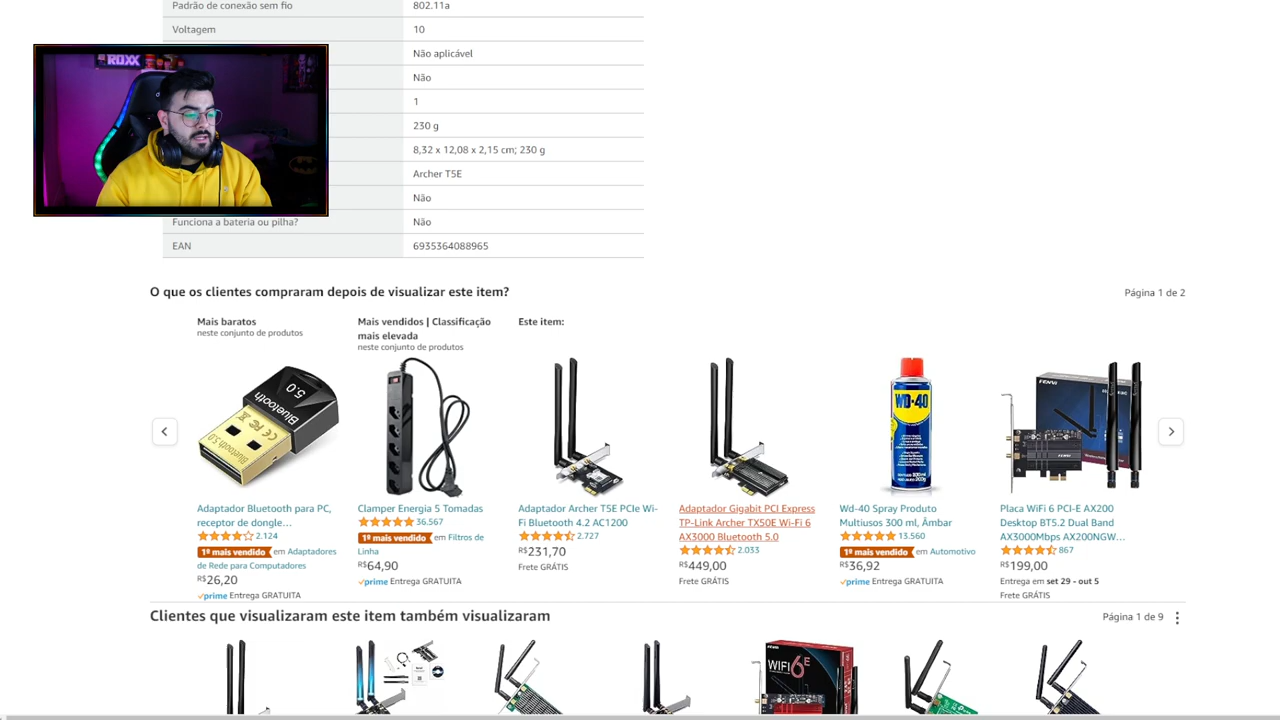 Padrão de conexão sem fio 802.11a
Voltagem 10
Não aplicável
Não
1
230 g
8,32 x 12,08 x 2,15 cm; 230 g
Archer T5E
Não
Funciona a bateria ou pilha? Não
EAN 6935364088965
ROXX
O que os clientes compraram depois de visualizar este item?
Página 1 de 2
Mais baratos
neste conjunto de produtos
Mais vendidos | Classificação
mais elevada
neste conjunto de produtos
Este item:
5.0
Bluetooth
WD-40
FENVI
Adaptador Bluetooth para PC,
receptor de dongle...
2.124
1º mais vendido em Adaptadores
de Rede para Computadores
R$26,20
prime Entrega GRATUITA
Clamper Energia 5 Tomadas
36.567
1º mais vendido em Filtros de
Linha
R$64,90
prime Entrega GRATUITA
Adaptador Archer T5E PCIe Wi-
Fi Bluetooth 4.2 AC1200
2.727
R$231,70
Frete GRÁTIS
Adaptador Gigabit PCI Express
TP-Link Archer TX50E Wi-Fi 6
AX3000 Bluetooth 5.0
2.033
R$449,00
Frete GRÁTIS
Wd-40 Spray Produto
Multiusos 300 ml, Âmbar
13.560
1º mais vendido em Automotivo
R$36,92
prime Entrega GRATUITA
Placa WiFi 6 PCI-E AX200
Desktop BT5.2 Dual Band
AX3000Mbps AX200NGW...
867
R$199,00
Entrega em set 29 - out 5
Frete GRÁTIS
Clientes que visualizaram este item também visualizaram
Página 1 de 9
FENVI
WIFI 6E